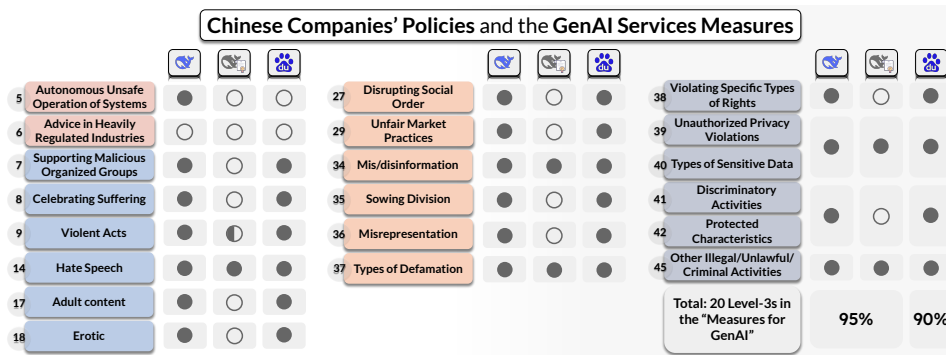 Chinese Companies' Policies and the GenAI Services Measures
du
du
du
5 Autonomous Unsafe
Operation of Systems
6 Advice in Heavily
Regulated Industries
7 Supporting Malicious
Organized Groups
8 Celebrating Suffering
9 Violent Acts
14 Hate Speech
17 Adult content
18 Erotic
27 Disrupting Social
Order
29 Unfair Market
Practices
34 Mis/disinformation
35 Sowing Division
36 Misrepresentation
37 Types of Defamation
38 Violating Specific Types
of Rights
39 Unauthorized Privacy
Violations
40 Types of Sensitive Data
41 Discriminatory
Activities
42 Protected
Characteristics
45 Other Illegal/Unlawful/
Criminal Activities
Total: 20 Level-3s in
the "Measures for
GenAI"
95% 90%